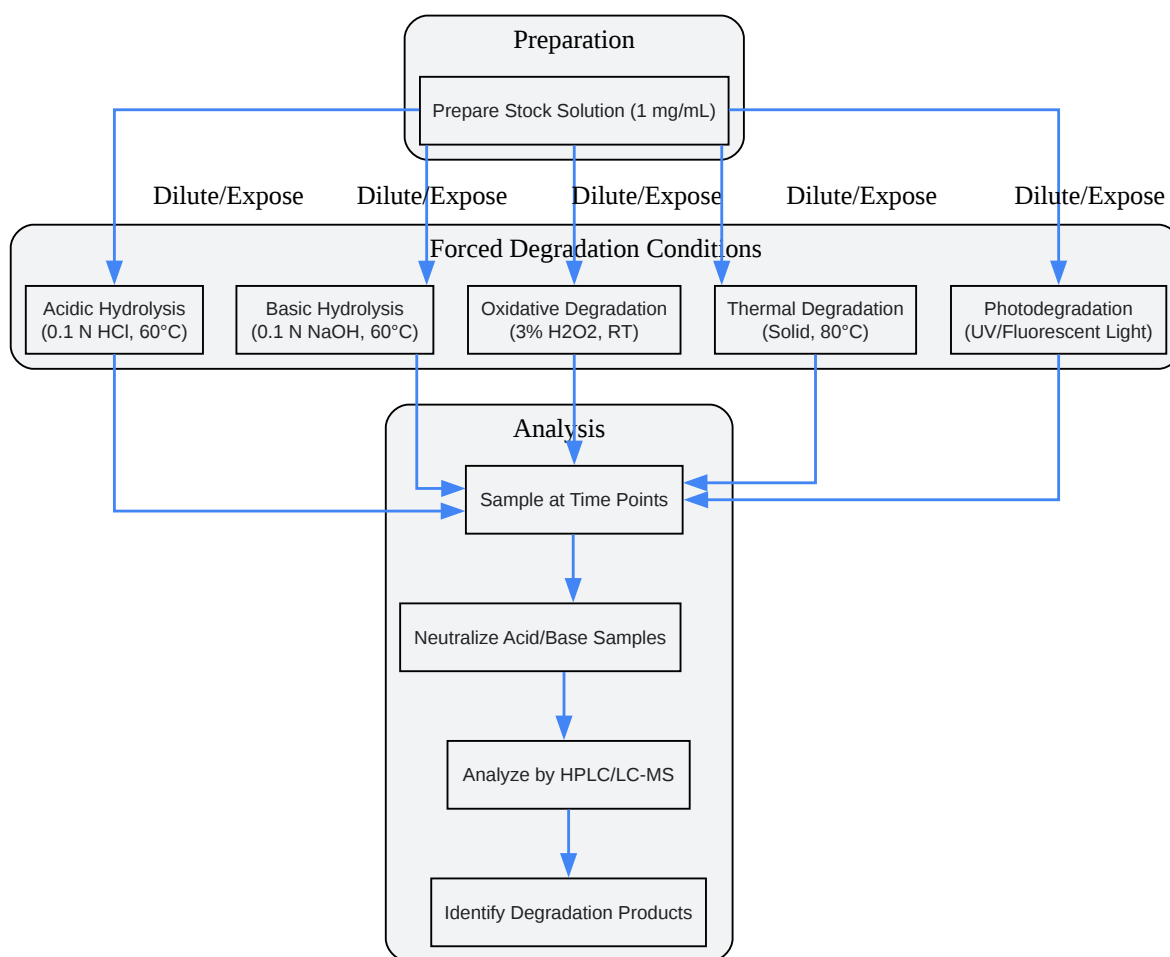 Preparation
Prepare Stock Solution (1 mg/mL)
Dilute/Expose
Dilute/Expose
Dilute/Expose
Dilute/Expose
Dilute/Expose
Forced Degradation Conditions
Acidic Hydrolysis
(0.1 N HCl, 60°C)
Basic Hydrolysis
(0.1 N NaOH, 60°C)
Oxidative Degradation
(3% H2O2, RT)
Thermal Degradation
(Solid, 80°C)
Photodegradation
(UV/Fluorescent Light)
Analysis
Sample at Time Points
Neutralize Acid/Base Samples
Analyze by HPLC/LC-MS
Identify Degradation Products